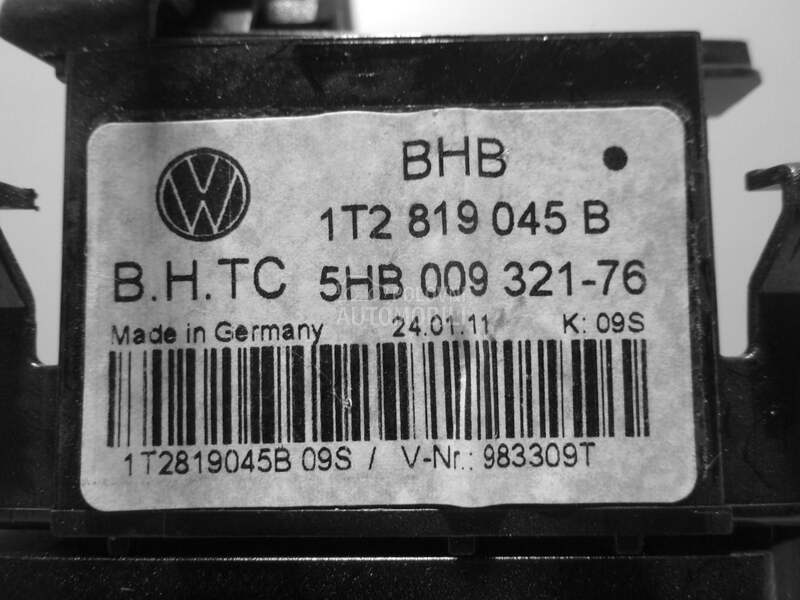 BHB
1T2 819 045 B
B.H.TC 5HB 009 321-76
Made in Germany 24.01.11 K: 09S
1T2819045B 09S / V-Nr.: 983309T